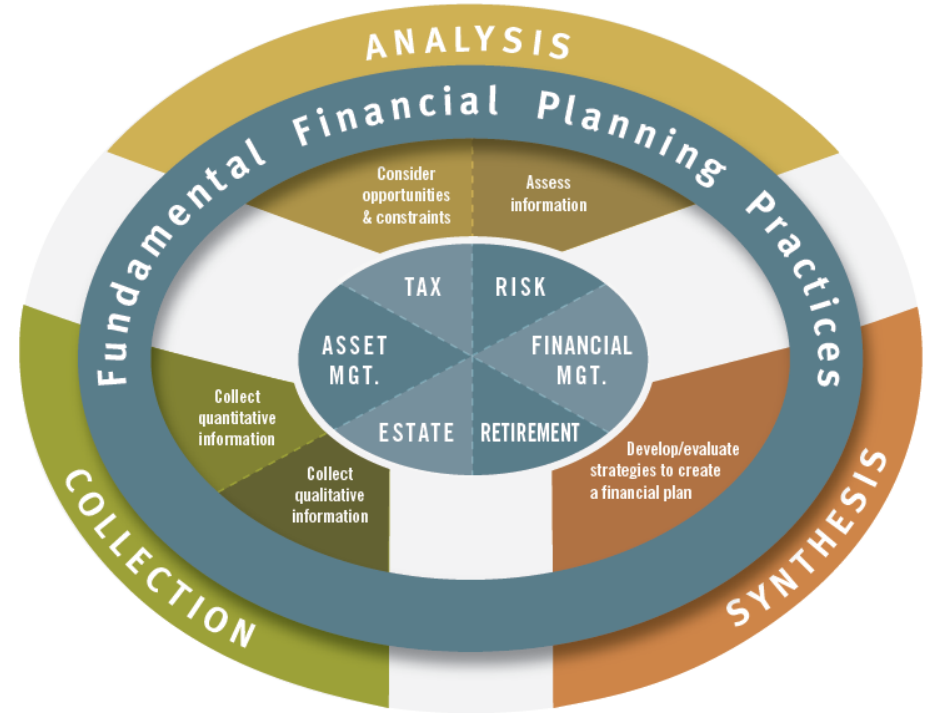 ANALYSIS
Fundamental Financial Planning Practices
Consider
opportunities
& constraints
Assess
information
TAX
RISK
ASSET
MGT.
FINANCIAL
MGT.
ESTATE
RETIREMENT
Collect
quantitative
information
Collect
qualitative
information
Develop/evaluate
strategies to create
a financial plan
COLLECTION
SYNTHESIS